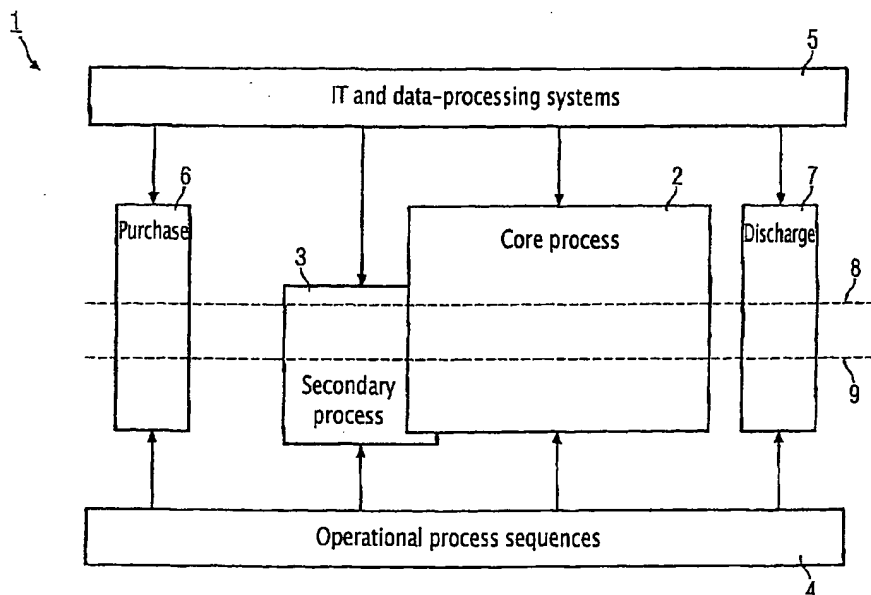 1
5
IT and data-processing systems
6
2
7
Purchase
Core process
Discharge
3
8
9
Secondary
process
Operational process sequences
4